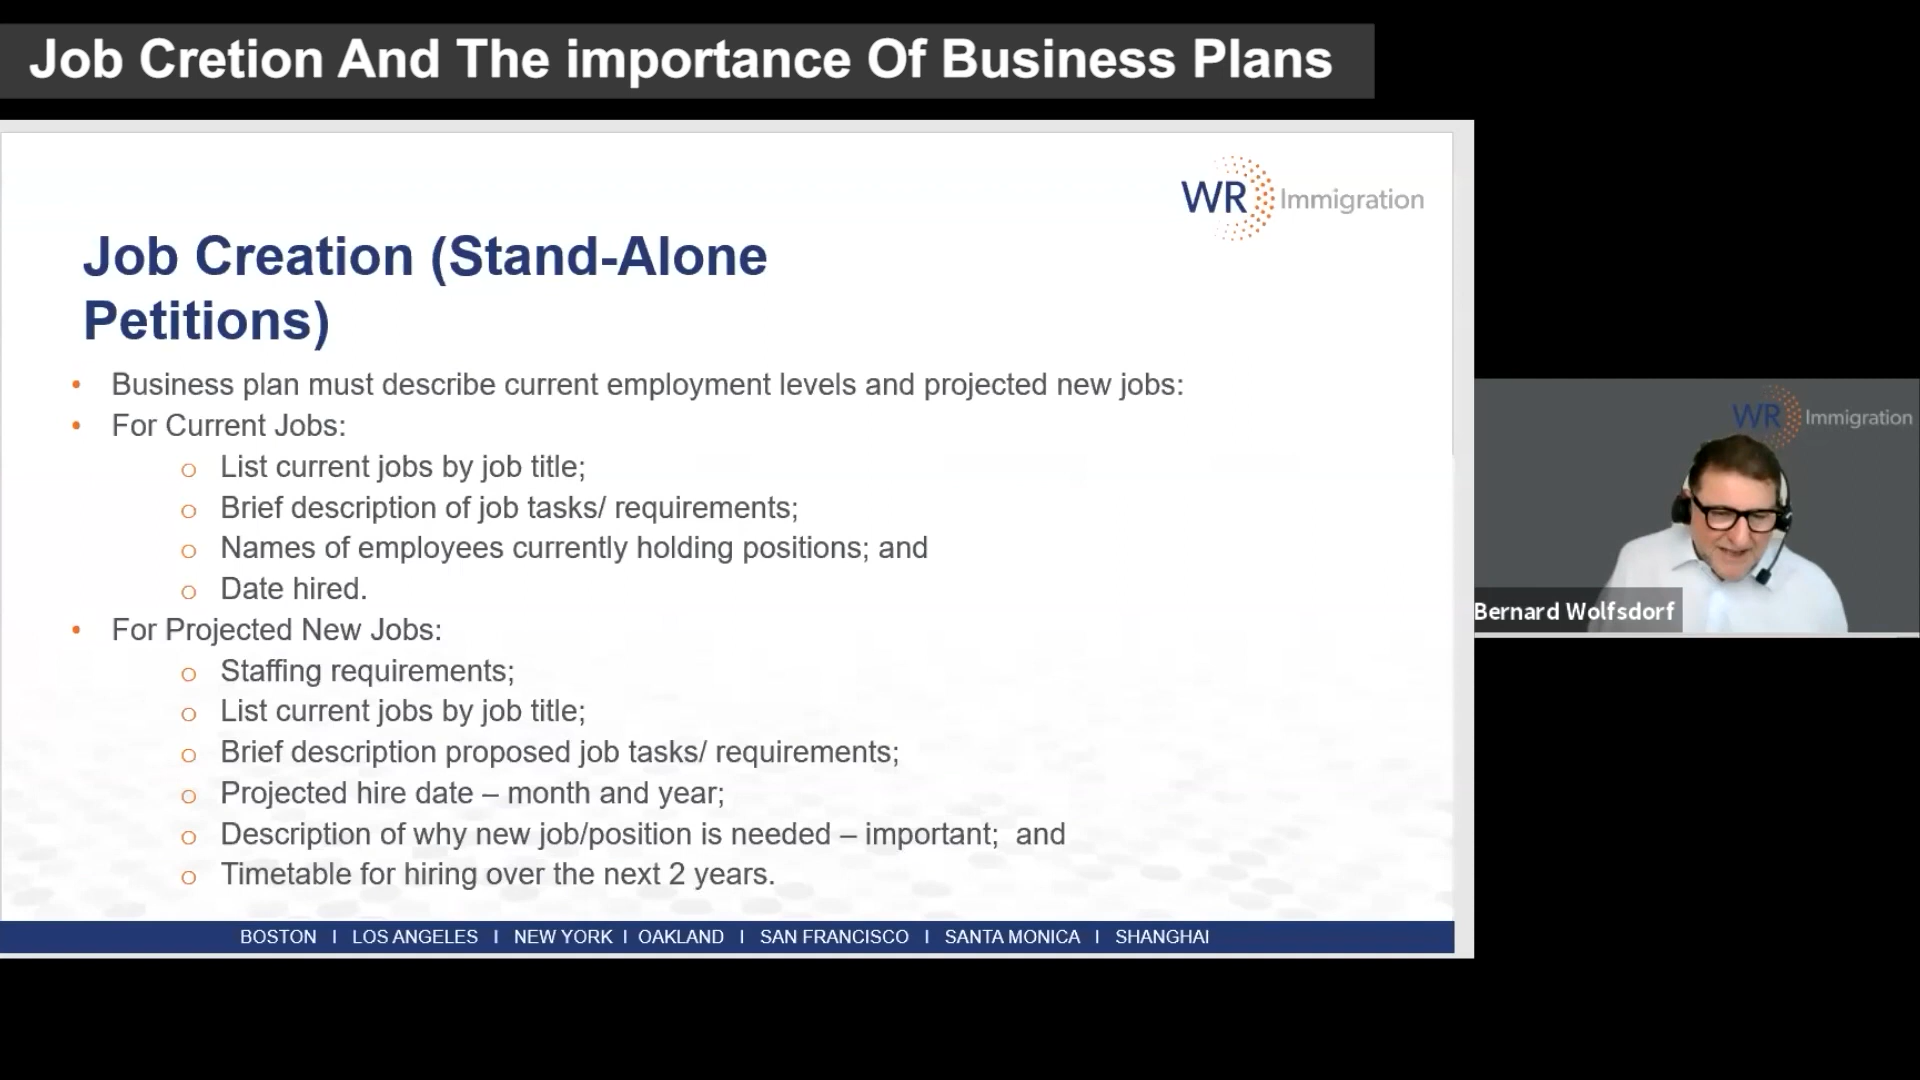 Job Cretion And The importance Of Business Plans
WR Immigration
Job Creation (Stand-Alone
Petitions)
• Business plan must describe current employment levels and projected new jobs:
• For Current Jobs:
o List current jobs by job title;
o Brief description of job tasks/ requirements;
o Names of employees currently holding positions; and
o Date hired.
• For Projected New Jobs:
o Staffing requirements;
o List current jobs by job title;
o Brief description proposed job tasks/ requirements;
o Projected hire date – month and year;
o Description of why new job/position is needed – important; and
o Timetable for hiring over the next 2 years.
BOSTON I LOS ANGELES I NEW YORK I OAKLAND I SAN FRANCISCO I SANTA MONICA I SHANGHAI
WR Immigration
Bernard Wolfsdorf